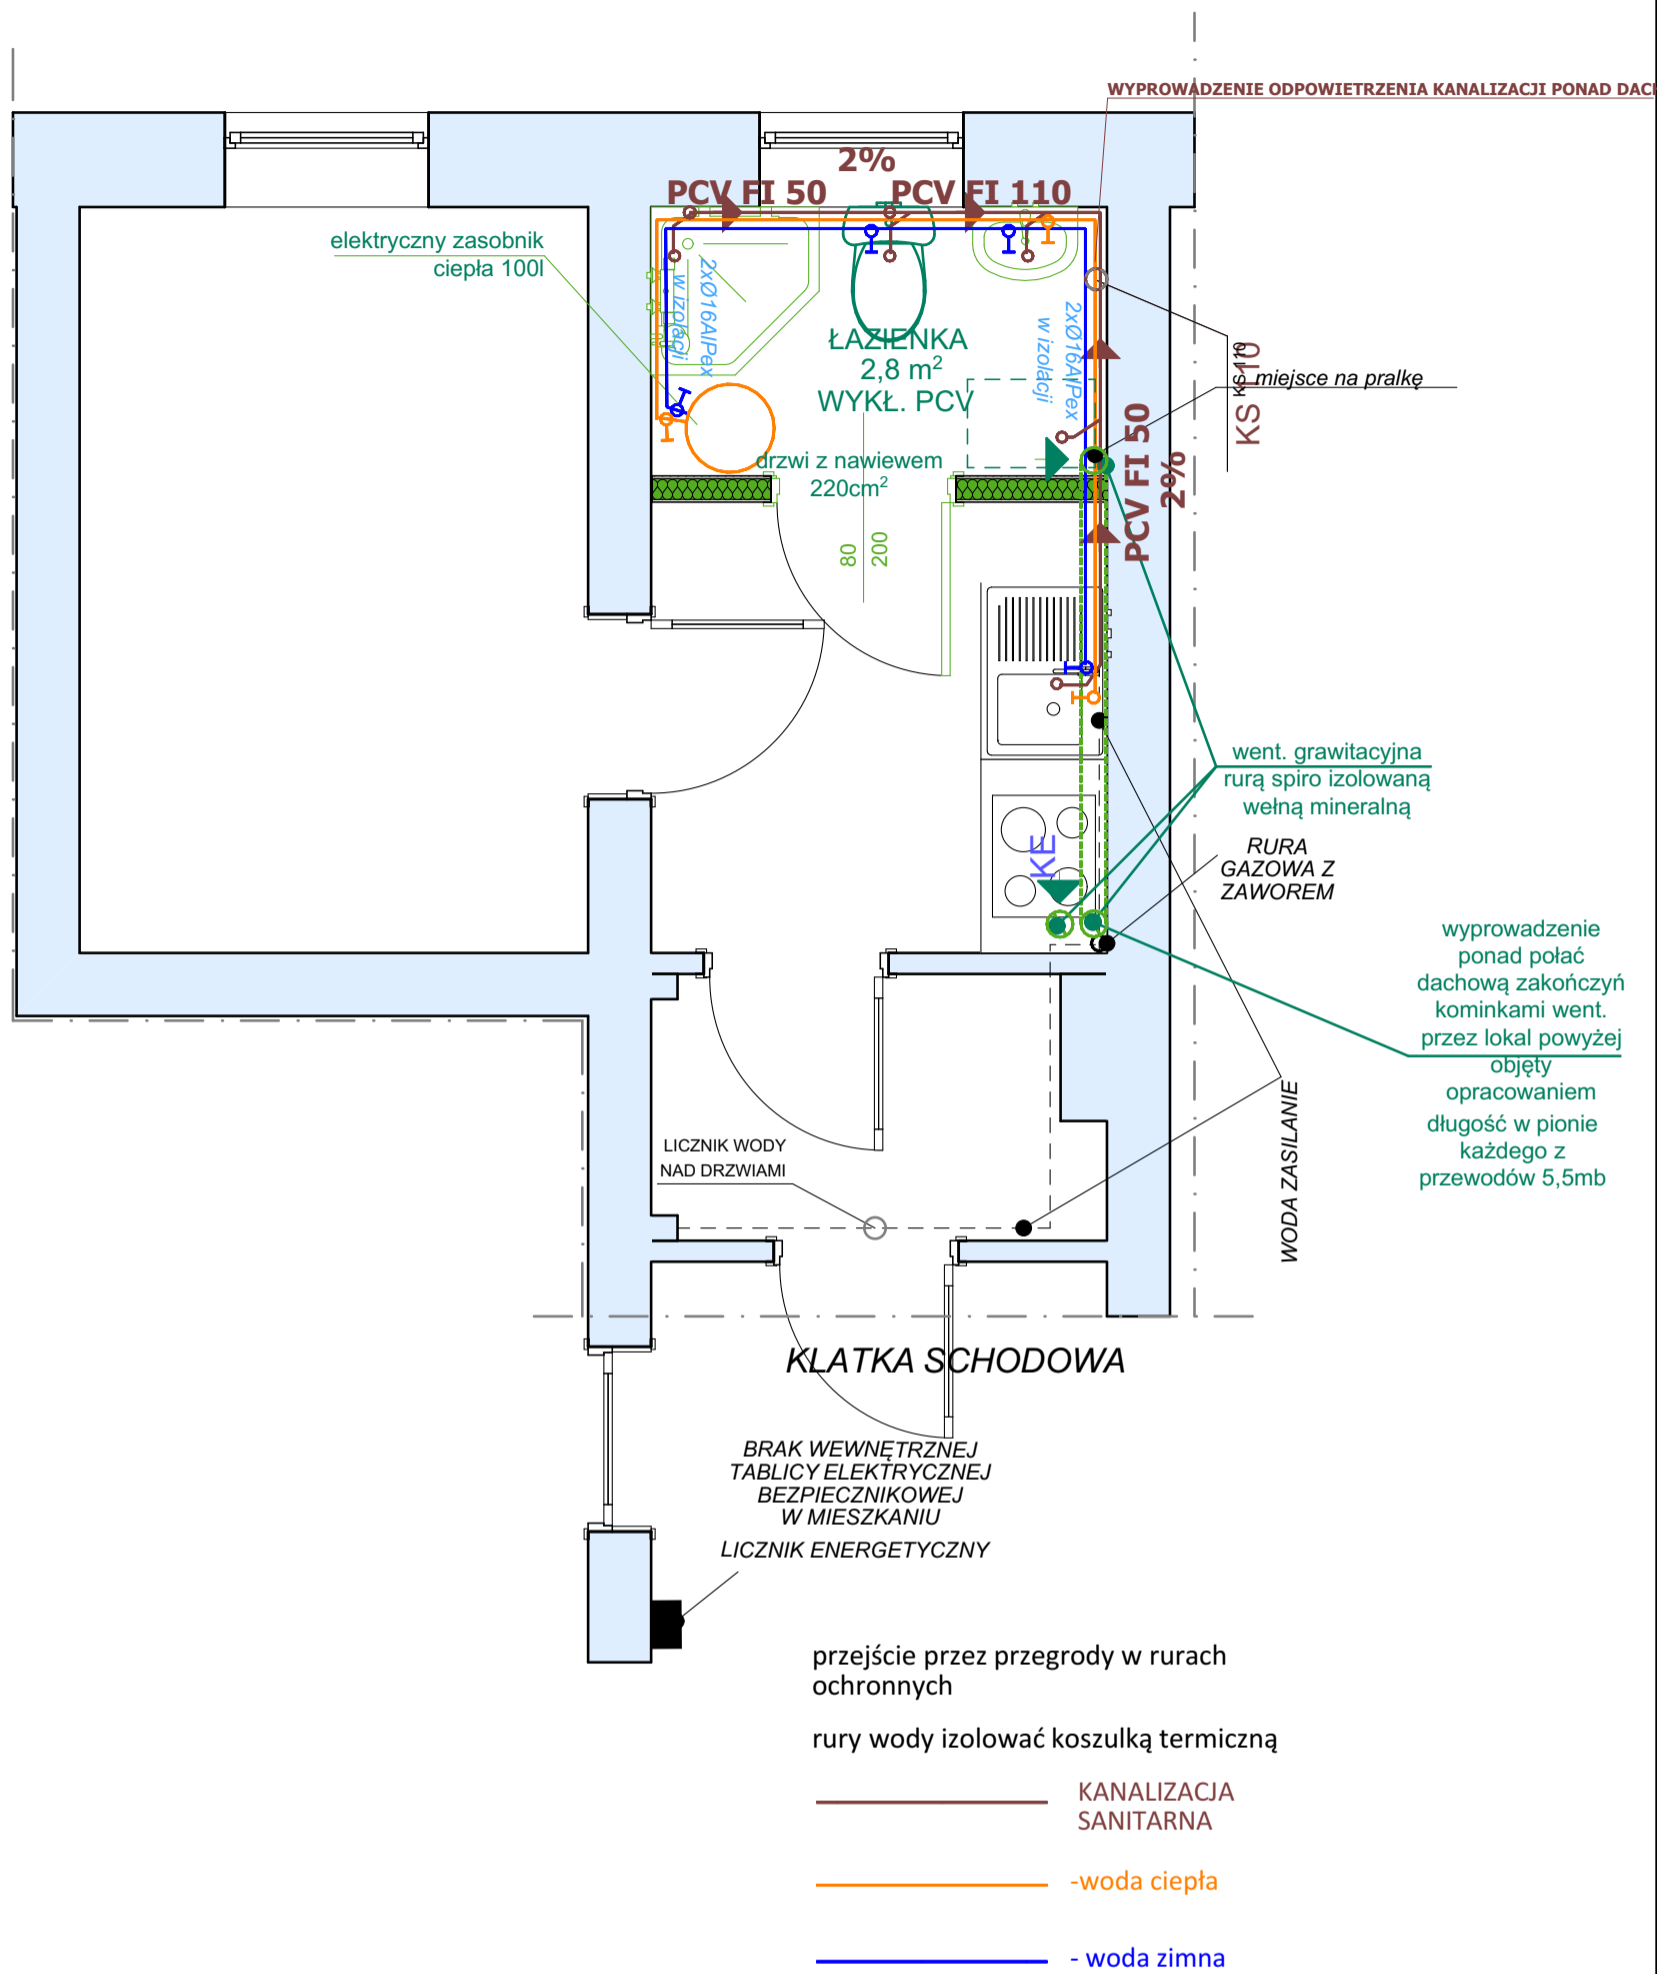 WYPROWADZENIE ODPOWIETRZENIA KANALIZACJI PONAD DACH
2%
PCV FI 50
PCV FI 110
elektryczny zasobnik
ciepła 100l
2xØ16AlPex
w izolacji
2xØ16AlPex
w izolacji
ŁAZIENKA
2,8 m²
WYKŁ. PCV
KS 110
KS 110
miejsce na pralkę
drzwi z nawiewem
220cm²
PCV FI 50
2%
80
200
went. grawitacyjna
rurą spiro izolowaną
wełną mineralną
KE
RURA
GAZOWA Z
ZAWOREM
wyprowadzenie
ponad połać
dachową zakończyń
kominkami went.
przez lokal powyżej
objęty
opracowaniem
długość w pionie
każdego z
przewodów 5,5mb
LICZNIK WODY
NAD DRZWIAMI
WODA ZASILANIE
KLATKA SCHODOWA
BRAK WEWNĘTRZNEJ
TABLICY ELEKTRYCZNEJ
BEZPIECZNIKOWEJ
W MIESZKANIU
LICZNIK ENERGETYCZNY
przejście przez przegrody w rurach
ochronnych
rury wody izolować koszulką termiczną
KANALIZACJA
SANITARNA
-woda ciepła
- woda zimna